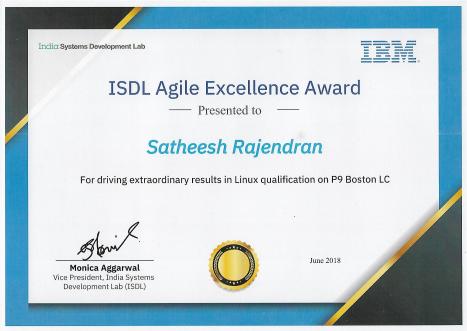 India Systems Development Lab
IBM
ISDL Agile Excellence Award
Presented to
Satheesh Rajendran
For driving extraordinary results in Linux qualification on P9 Boston LC
Monica Aggarwal
Vice President, India Systems
Development Lab (ISDL)
June 2018